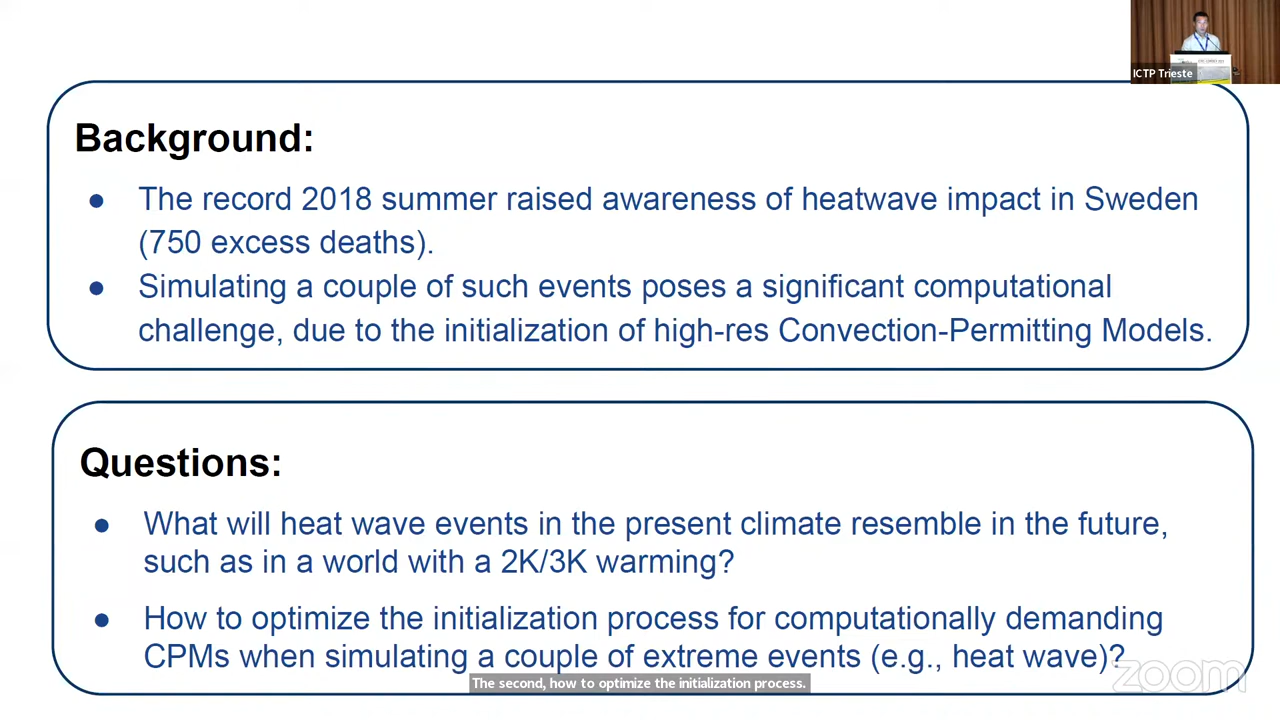 ICTP Trieste
Background:
● The record 2018 summer raised awareness of heatwave impact in Sweden
(750 excess deaths).
● Simulating a couple of such events poses a significant computational
challenge, due to the initialization of high-res Convection-Permitting Models.
Questions:
● What will heat wave events in the present climate resemble in the future,
such as in a world with a 2K/3K warming?
● How to optimize the initialization process for computationally demanding
CPMs when simulating a couple of extreme events (e.g., heat wave)?
The second, how to optimize the initialization process.
zoom